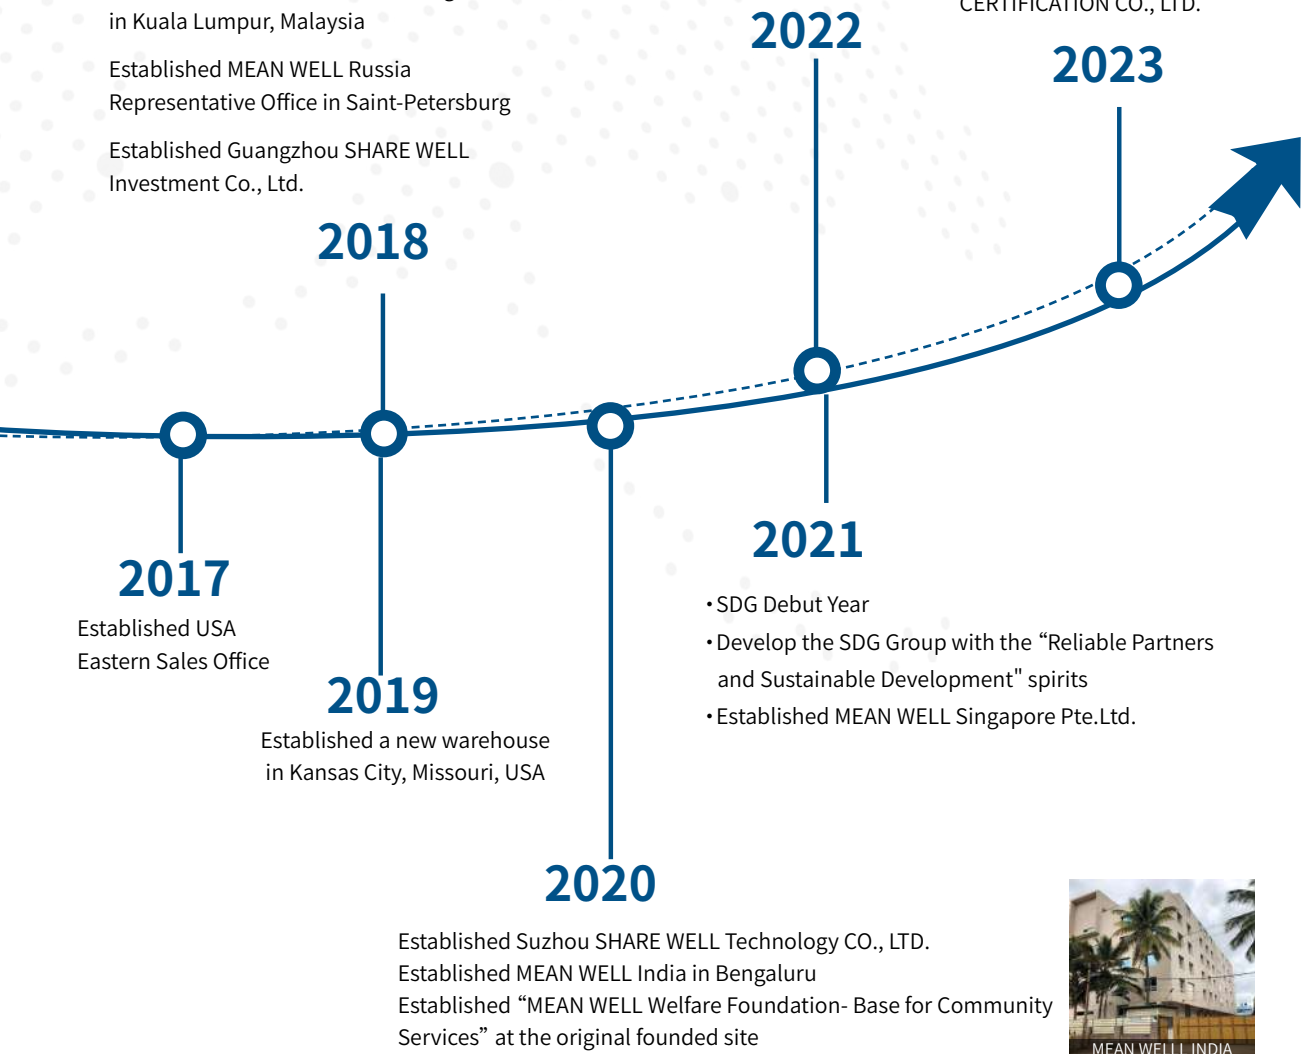 in Kuala Lumpur, Malaysia
Established MEAN WELL Russia
Representative Office in Saint-Petersburg
Established Guangzhou SHARE WELL
Investment Co., Ltd.
2018
2022
CERTIFICATION CO., LTD.
2023
2017
Established USA
Eastern Sales Office
2019
Established a new warehouse
in Kansas City, Missouri, USA
2021
・SDG Debut Year
・Develop the SDG Group with the “Reliable Partners
and Sustainable Development" spirits
・Established MEAN WELL Singapore Pte.Ltd.
2020
Established Suzhou SHARE WELL Technology CO., LTD.
Established MEAN WELL India in Bengaluru
Established “MEAN WELL Welfare Foundation- Base for Community
Services” at the original founded site
MEAN WELLL INDIA